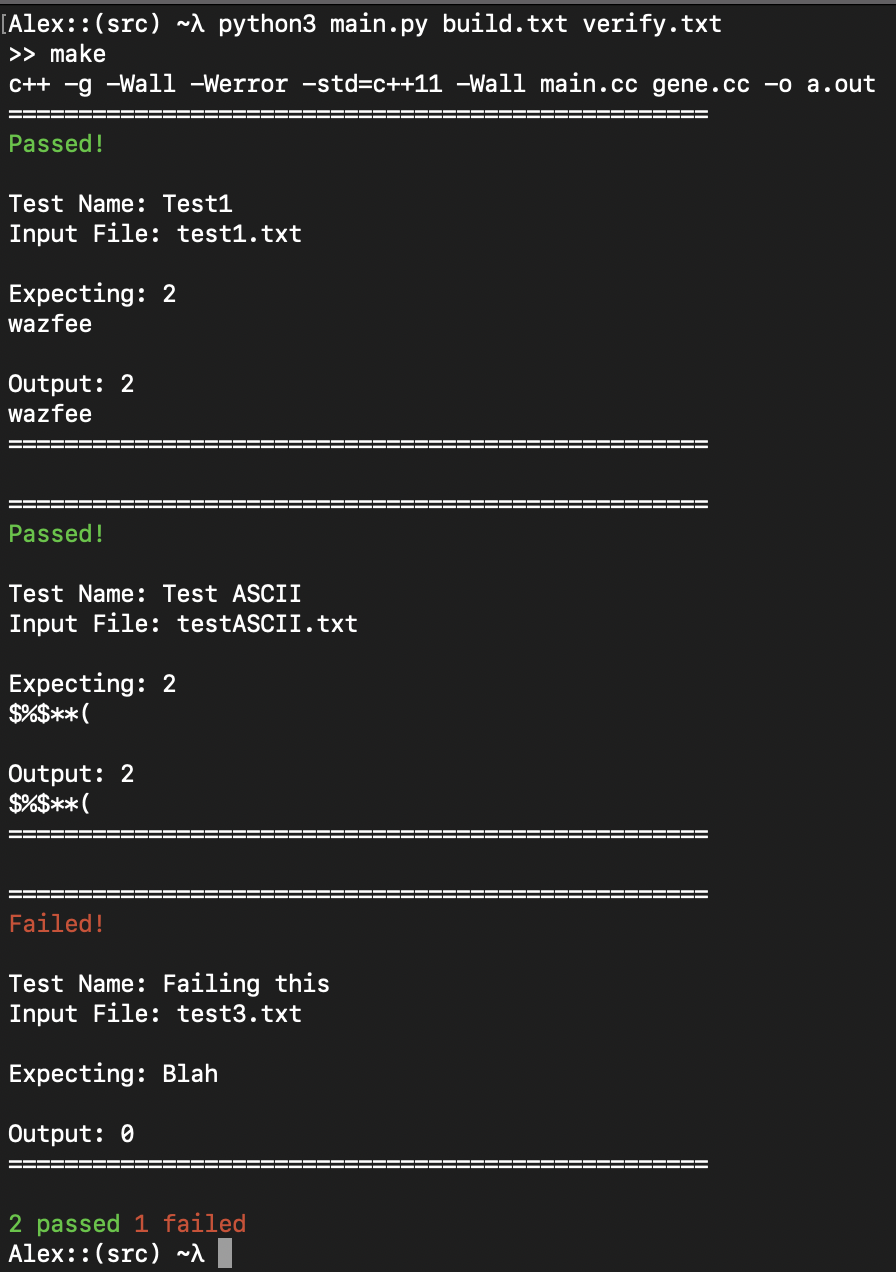 [Alex::(src) ~λ python3 main.py build.txt verify.txt
>> make
c++ -g -Wall -Werror -std=c++11 -Wall main.cc gene.cc -o a.out
==================================================
Passed!
Test Name: Test1
Input File: test1.txt
Expecting: 2
wazfee
Output: 2
wazfee
==================================================
==================================================
Passed!
Test Name: Test ASCII
Input File: testASCII.txt
Expecting: 2
$%$**(
Output: 2
$%$**(
==================================================
==================================================
Failed!
Test Name: Failing this
Input File: test3.txt
Expecting: Blah
Output: 0
==================================================
2 passed 1 failed
Alex::(src) ~λ